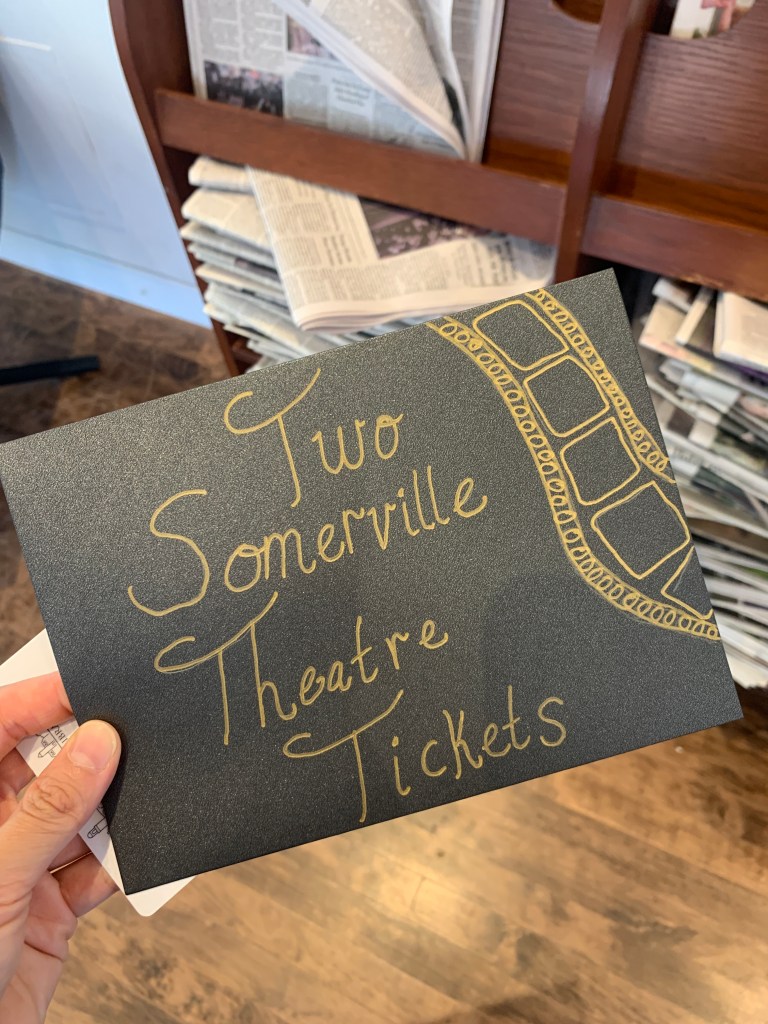 Two
Somerville
Theatre
Tickets